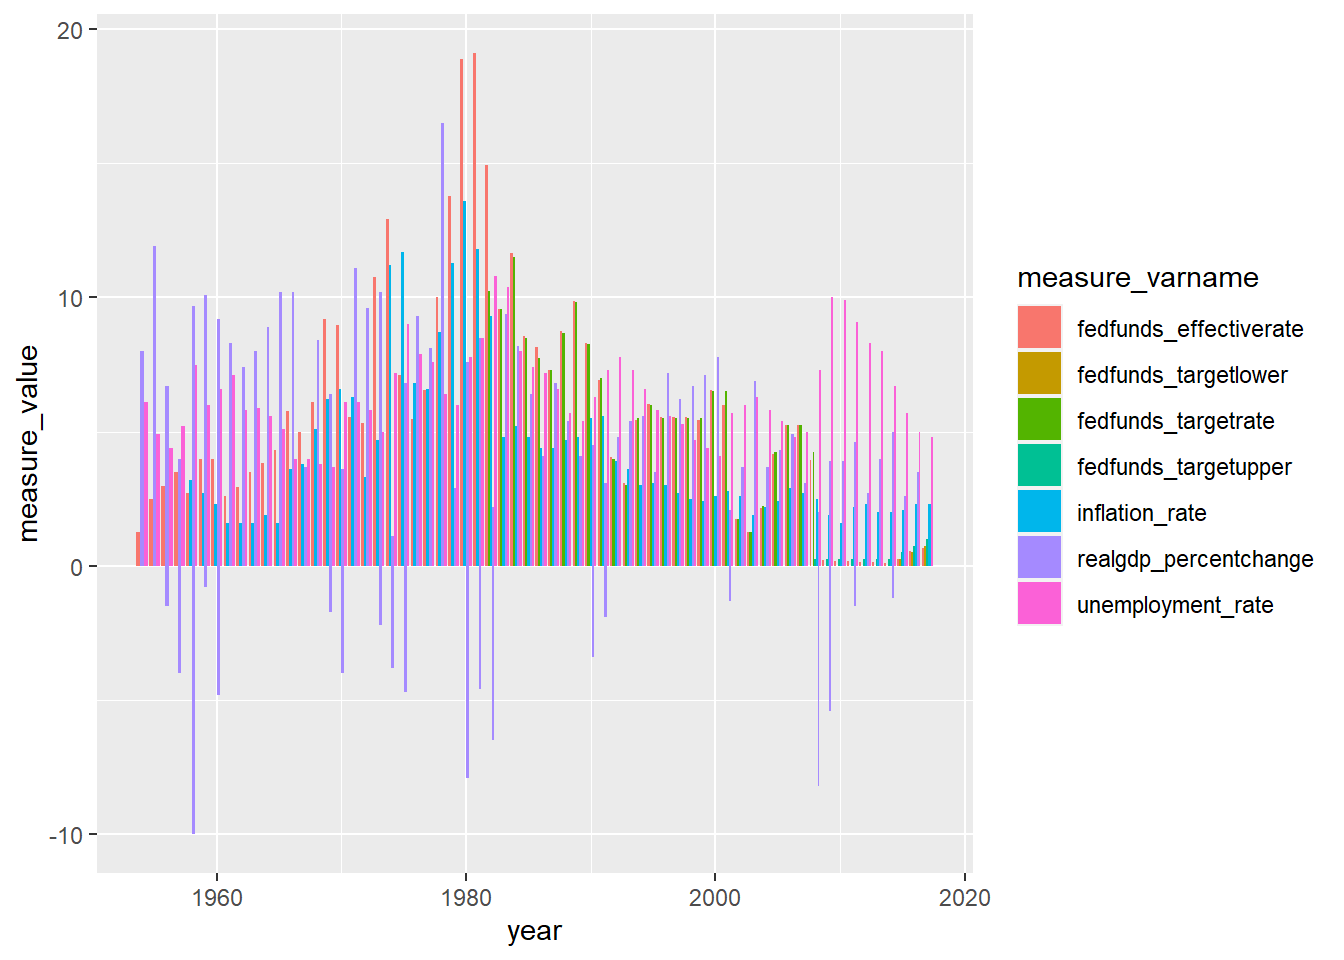 20
10
0
-10
measure_value
1960
1980
2000
2020
year
measure_varname
fedfunds_effectiverate
fedfunds_targetlower
fedfunds_targetrate
fedfunds_targetupper
inflation_rate
realgdp_percentchange
unemployment_rate